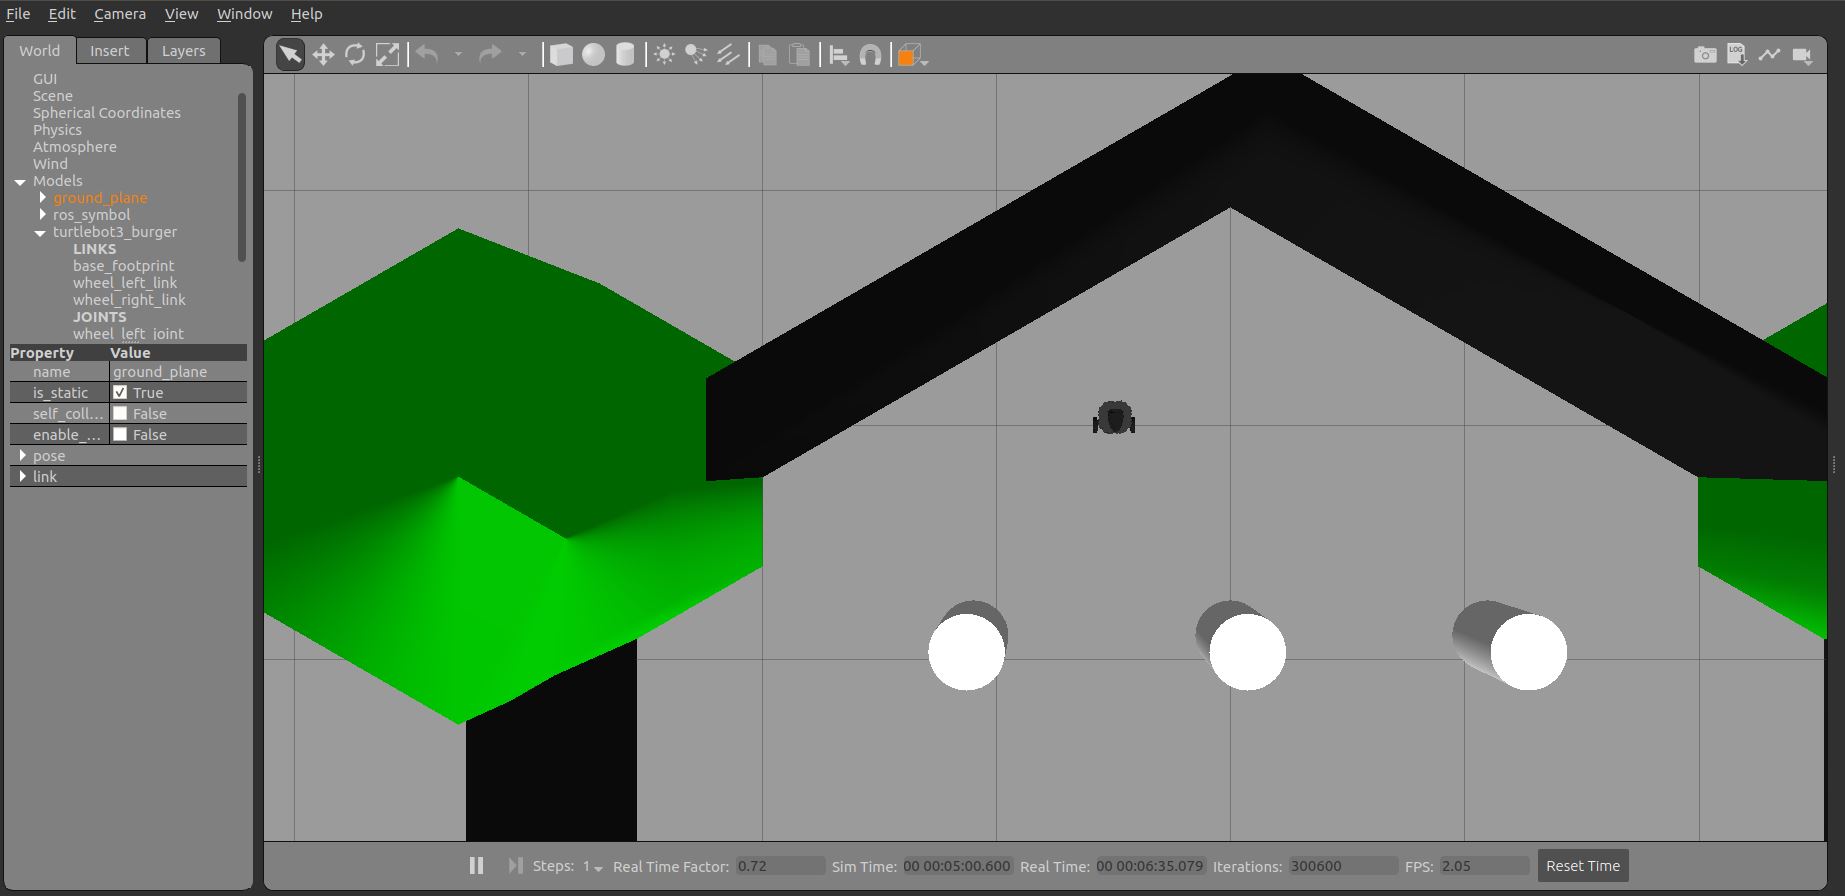 File Edit Camera View Window Help
World Insert Layers
LOG
GUI
Scene
Spherical Coordinates
Physics
Atmosphere
Wind
Models
ground_plane
ros_symbol
turtlebot3_burger
LINKS
base_footprint
wheel_left_link
wheel_right_link
JOINTS
wheel_left_joint
Property Value
name ground_plane
is_static True
self_coll... False
enable_... False
pose
link
Steps: 1 Real Time Factor: 0.72 Sim Time: 00 00:05:00.600 Real Time: 00 00:06:35.079 Iterations: 300600 FPS: 2.05 Reset Time